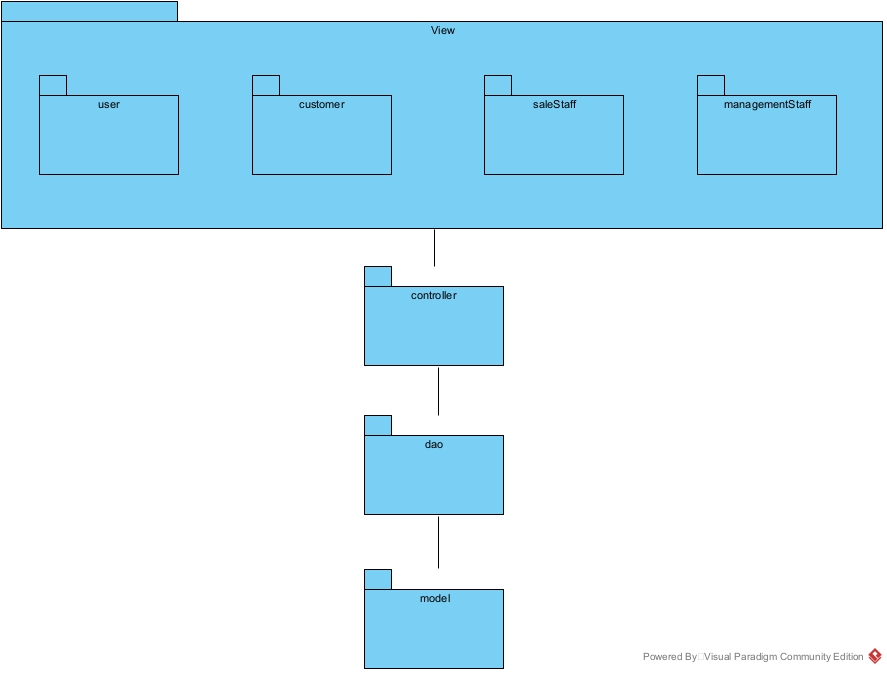 View
user
customer
saleStaff
managementStaff
controller
dao
model
Powered By Visual Paradigm Community Edition